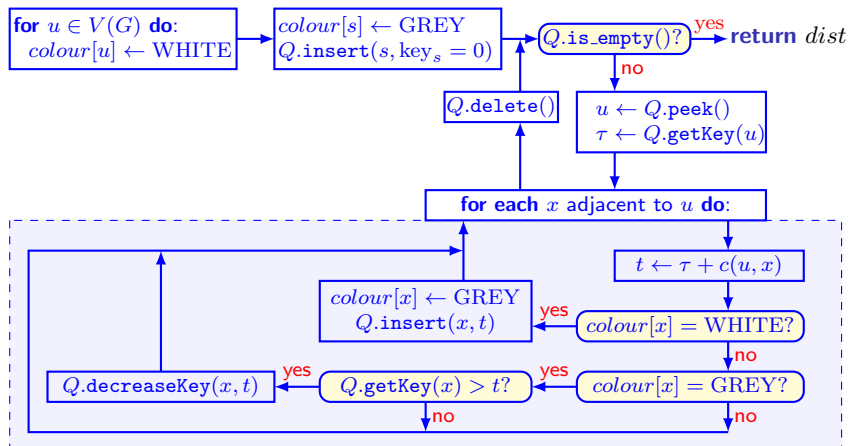 for u ∈ V(G) do:
colour[u] ← WHITE
colour[s] ← GREY
Q.insert(s, key_s = 0)
Q.is_empty()?
yes
return dist
no
Q.delete()
u ← Q.peek()
τ ← Q.getKey(u)
for each x adjacent to u do:
t ← τ + c(u, x)
colour[x] ← GREY
Q.insert(x, t)
yes
colour[x] = WHITE?
no
Q.decreaseKey(x, t)
yes
Q.getKey(x) > t?
yes
colour[x] = GREY?
no
no